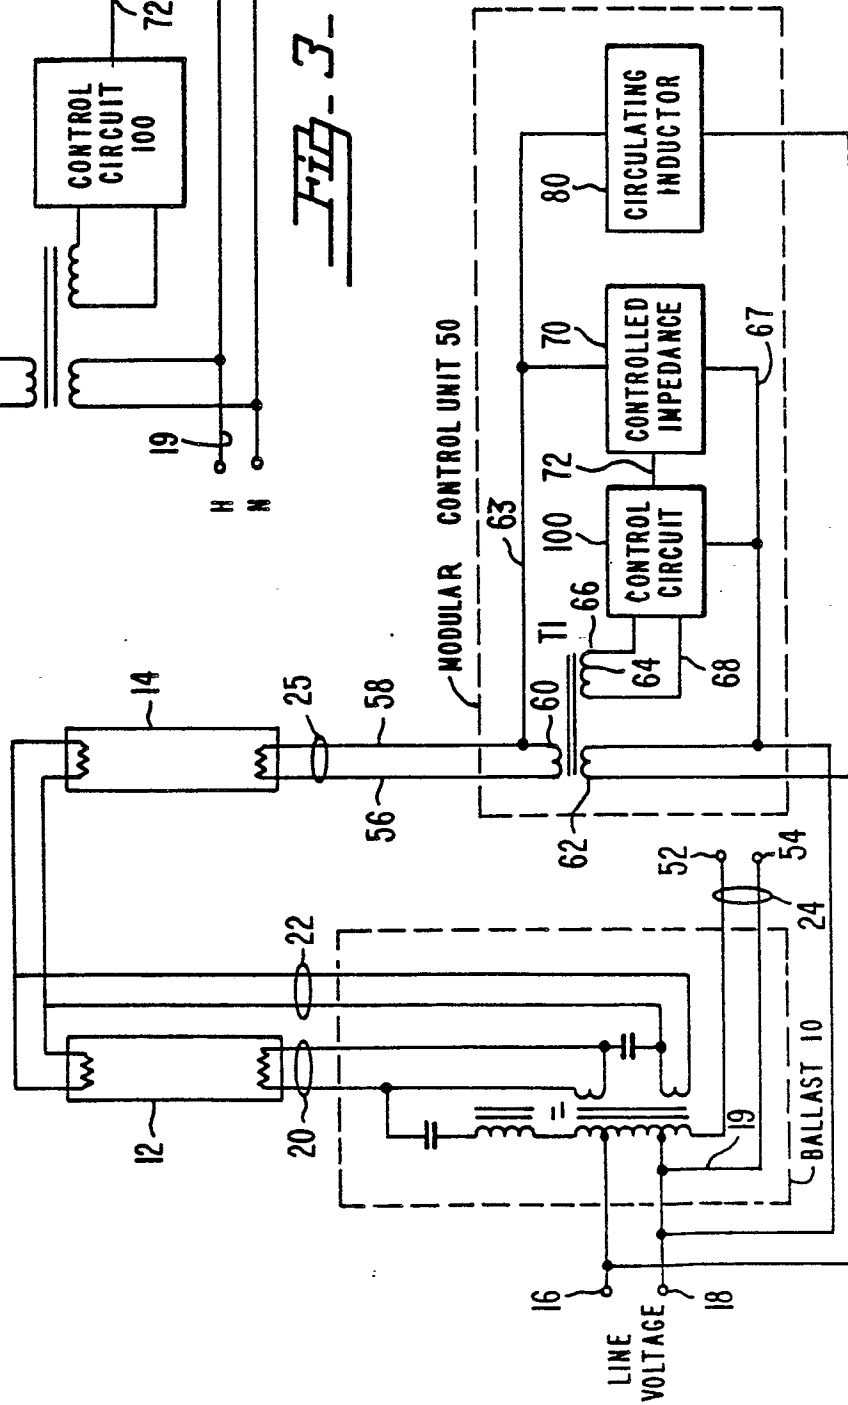 72
CONTROL
CIRCUIT
100
19
H
N
Fig. 3.
MODULAR CONTROL UNIT 50
63
100
CONTROL
CIRCUIT
72
70
CONTROLLED
IMPEDANCE
67
80
CIRCULATING
INDUCTOR
T1
60
62
64
66
68
14
25
58
56
12
20
22
52
54
24
BALLAST 10
19
16
18
LINE
VOLTAGE